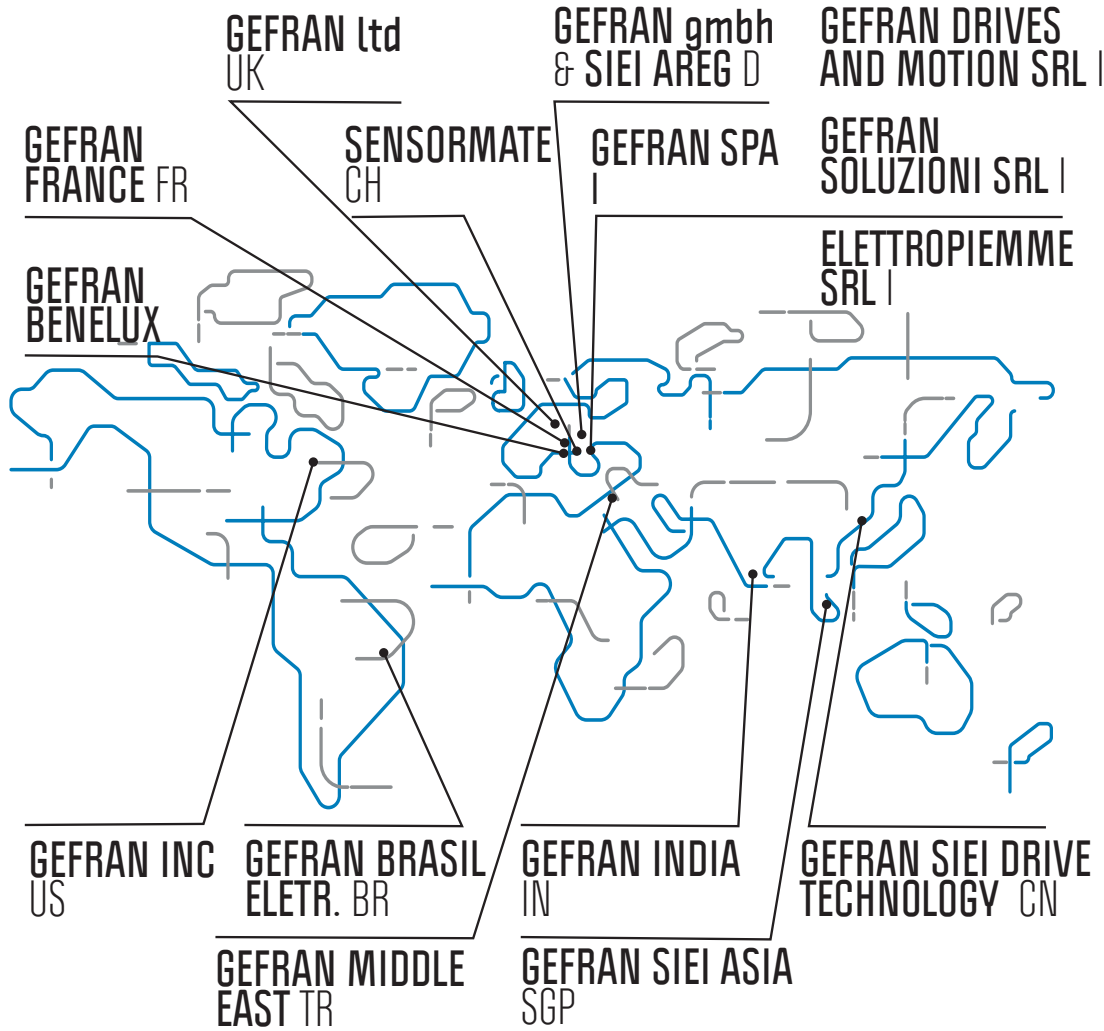 GEFRAN ltd
UK
GEFRAN gmbh
& SIEI AREG D
GEFRAN DRIVES
AND MOTION SRL I
GEFRAN
FRANCE FR
SENSORMATE
CH
GEFRAN SPA
I
GEFRAN
SOLUZIONI SRL I
ELETTROPIEMME
SRL I
GEFRAN
BENELUX
GEFRAN INC
US
GEFRAN BRASIL
ELETR. BR
GEFRAN INDIA
IN
GEFRAN SIEI DRIVE
TECHNOLOGY CN
GEFRAN MIDDLE
EAST TR
GEFRAN SIEI ASIA
SGP